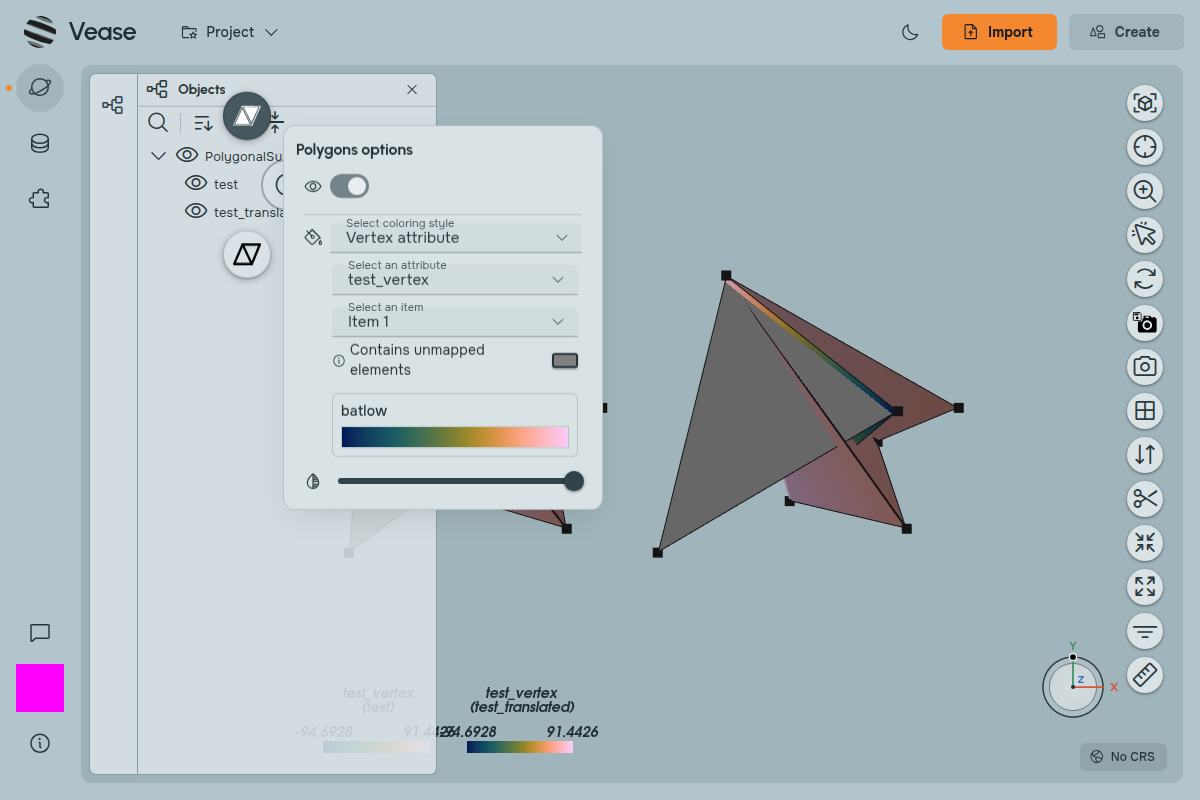 Vease
Project
Import
Create
Objects
PolygonalSu
test
test_transla
Polygons options
Select coloring style
Vertex attribute
Select an attribute
test_vertex
Select an item
Item 1
Contains unmapped
elements
batlow
test_vertex
(test)
-94.6928 91.4426
test_vertex
(test_translated)
-94.6928 91.4426
Y
Z
X
No CRS